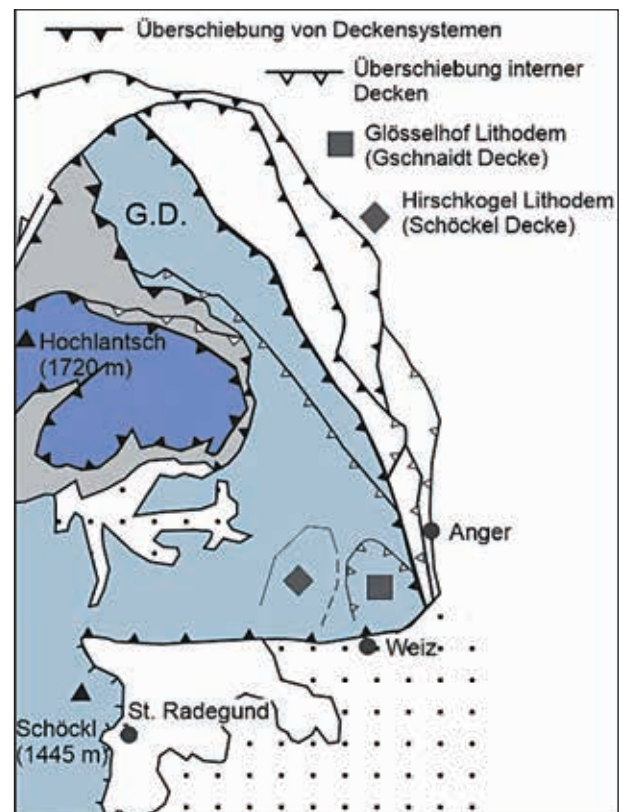 Überschiebung von Deckensystemen
Überschiebung interner
Decken
Glösselhof Lithodem
(Gschnaidt Decke)
Hirschkogel Lithodem
(Schöckel Decke)
G.D.
Hochlantsch
(1720 m)
Anger
Weiz
St. Radegund
Schöckl
(1445 m)